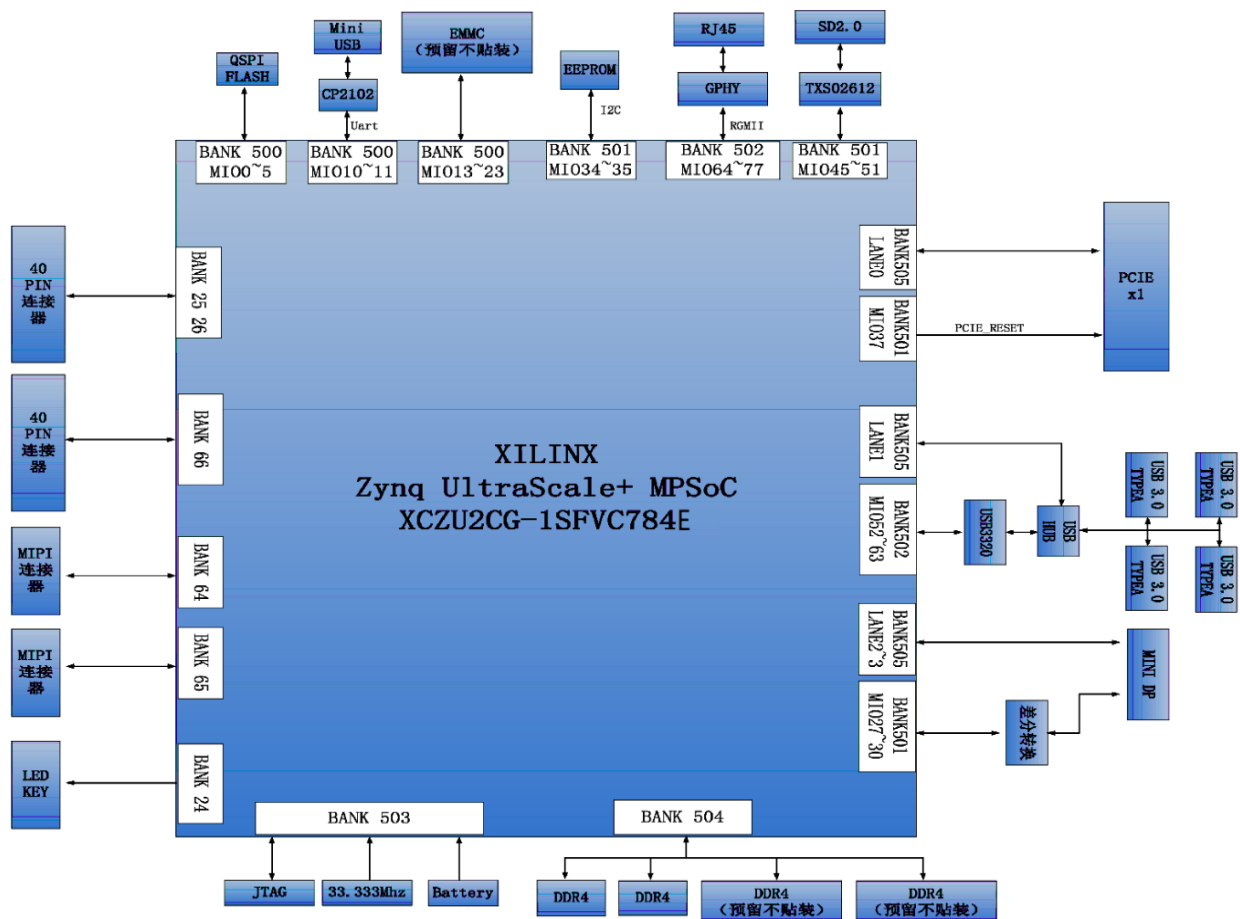 Mini
USB
EMMC
(预留不贴装)
RJ45
SD2.0
QSPI
FLASH
CP2102
EEPROM
GPHY
TXS02612
Uart
I2C
RGMII
BANK 500
MIO0~5
BANK 500
MIO10~11
BANK 500
MIO13~23
BANK 501
MIO34~35
BANK 502
MIO64~77
BANK 501
MIO45~51
40
PIN
连接
器
BANK 25 26
40
PIN
连接
器
BANK 66
MIPI
连接
器
BANK 64
MIPI
连接
器
BANK 65
LED
KEY
BANK 24
XILINX
Zynq UltraScale+ MPSoC
XCZU2CG-1SFVC784E
BANK505
LANE0
BANK501
MIO37
PCIE_RESET
PCIE
x1
BANK505
LANE1
BANK502
MIO52~63
USB3320
USB
HUB
USB 3.0
TYPEA
USB 3.0
TYPEA
USB 3.0
TYPEA
USB 3.0
TYPEA
BANK505
LANE2~3
BANK501
MIO27~30
差分转换
MINI DP
BANK 503
BANK 504
JTAG
33.333Mhz
Battery
DDR4
DDR4
DDR4
(预留不贴装)
DDR4
(预留不贴装)